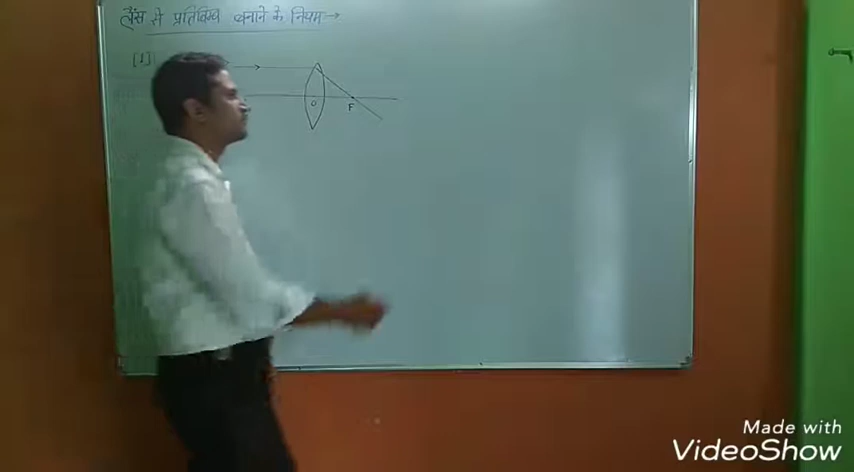 लैंस से प्रतिबिम्ब बनाने के नियम →
[1]
O
F
Made with
VideoShow